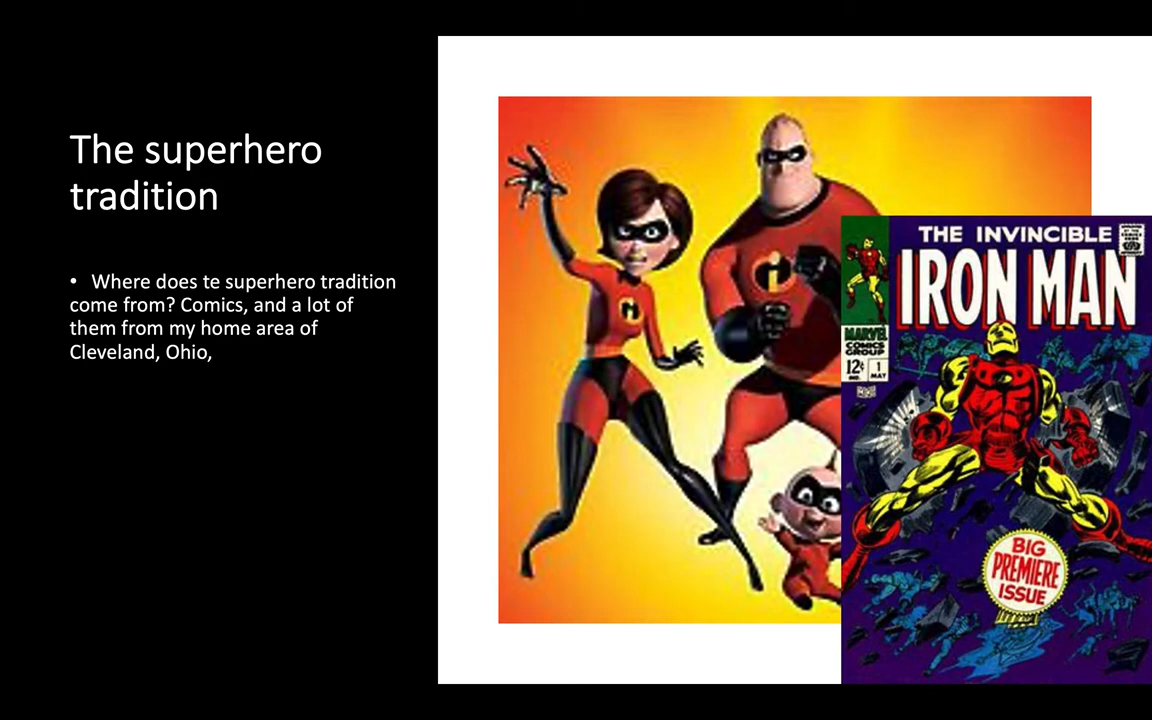 The superhero
tradition
• Where does te superhero tradition
come from? Comics, and a lot of
them from my home area of
Cleveland, Ohio,
THE INVINCIBLE
IRON MAN
MARVEL
COMICS
GROUP
12¢ 1
MAY
BIG
PREMIERE
ISSUE